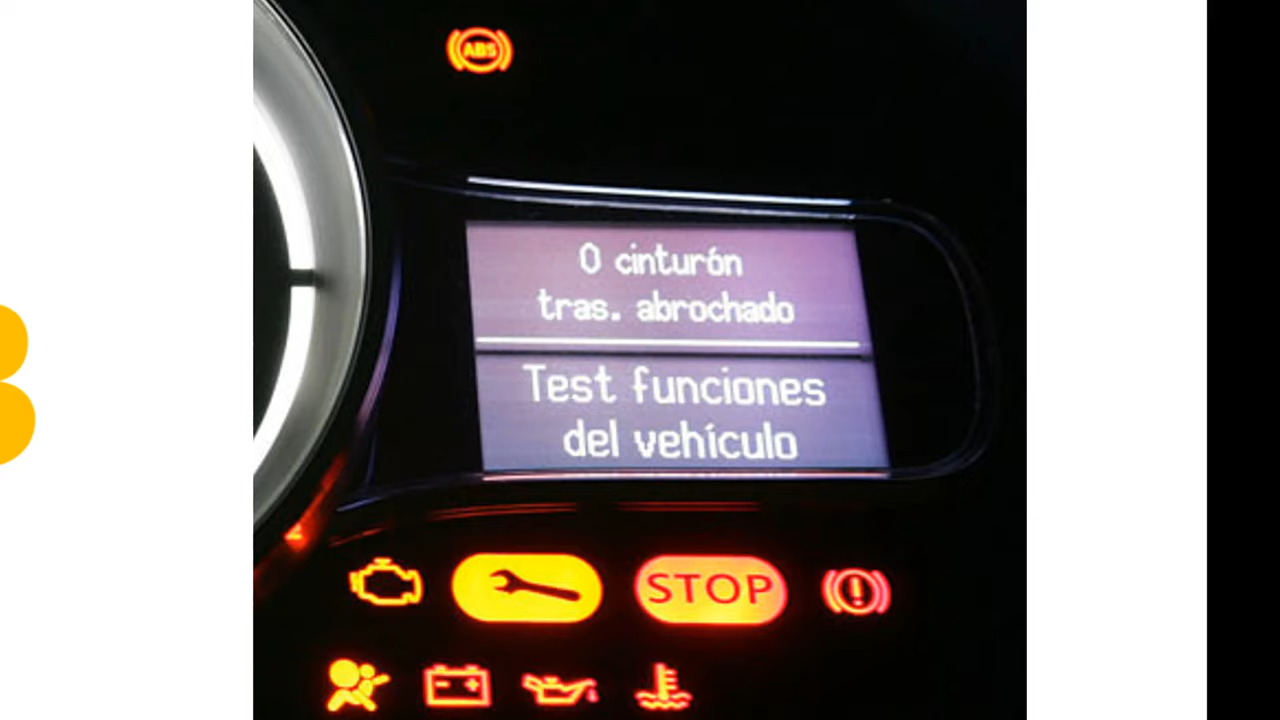 ABS
0 cinturón
tras. abrochado
Test funciones
del vehículo
STOP